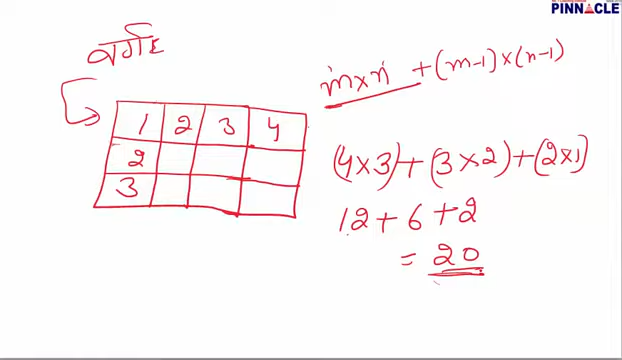 PINNACLE
वर्गाः
m×n + (m-1)×(n-1)
1 2 3 4
2
3
(4×3)+(3×2)+(2×1)
12+6+2
= 20